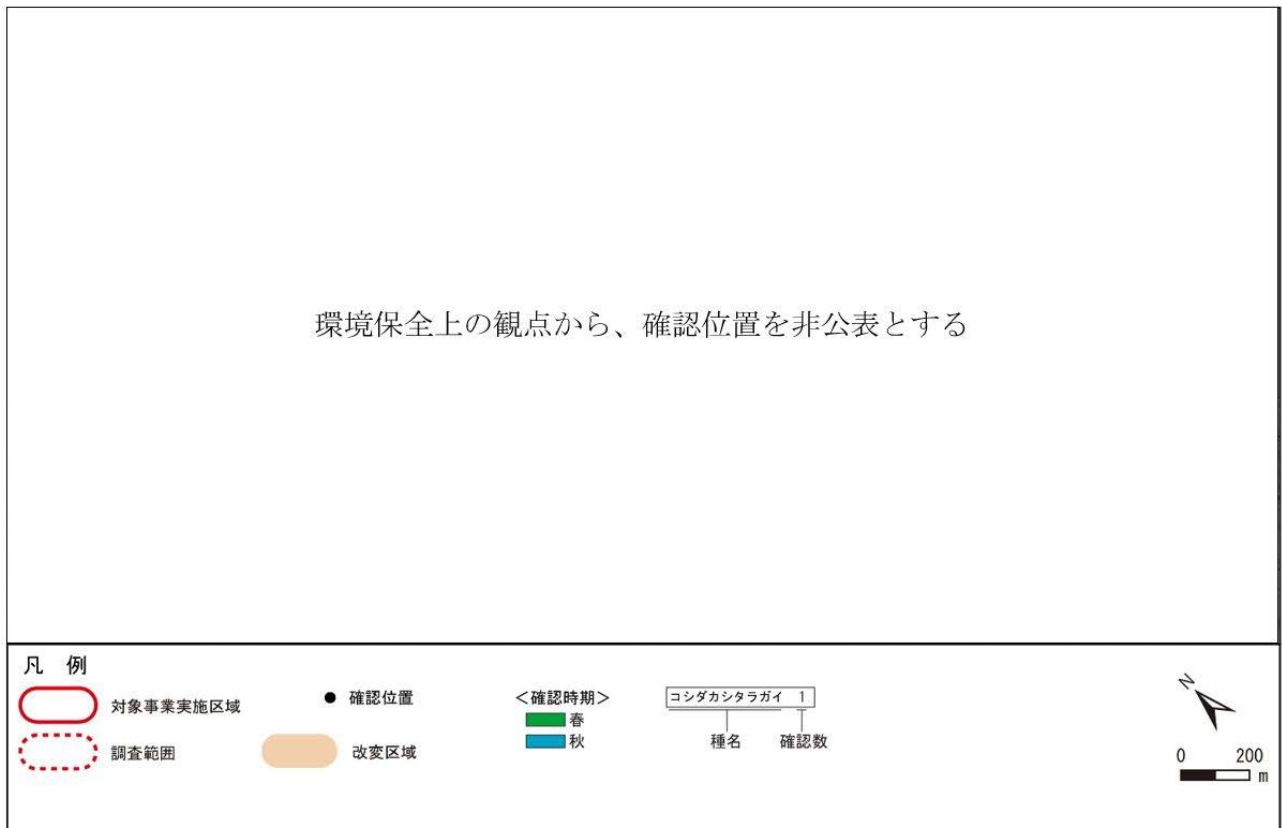 環境保全上の観点から、確認位置を非公表とする
凡 例
対象事業実施区域
調査範囲
確認位置
改変区域
<確認時期>
春
秋
コシダカシタラガイ 1
種名 確認数
N
0 200
m